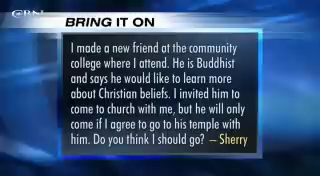 CBN
BRING IT ON
I made a new friend at the community
college where I attend. He is Buddhist
and says he would like to learn more
about Christian beliefs. I invited him to
come to church with me, but he will only
come if I agree to go to his temple with
him. Do you think I should go? – Sherry